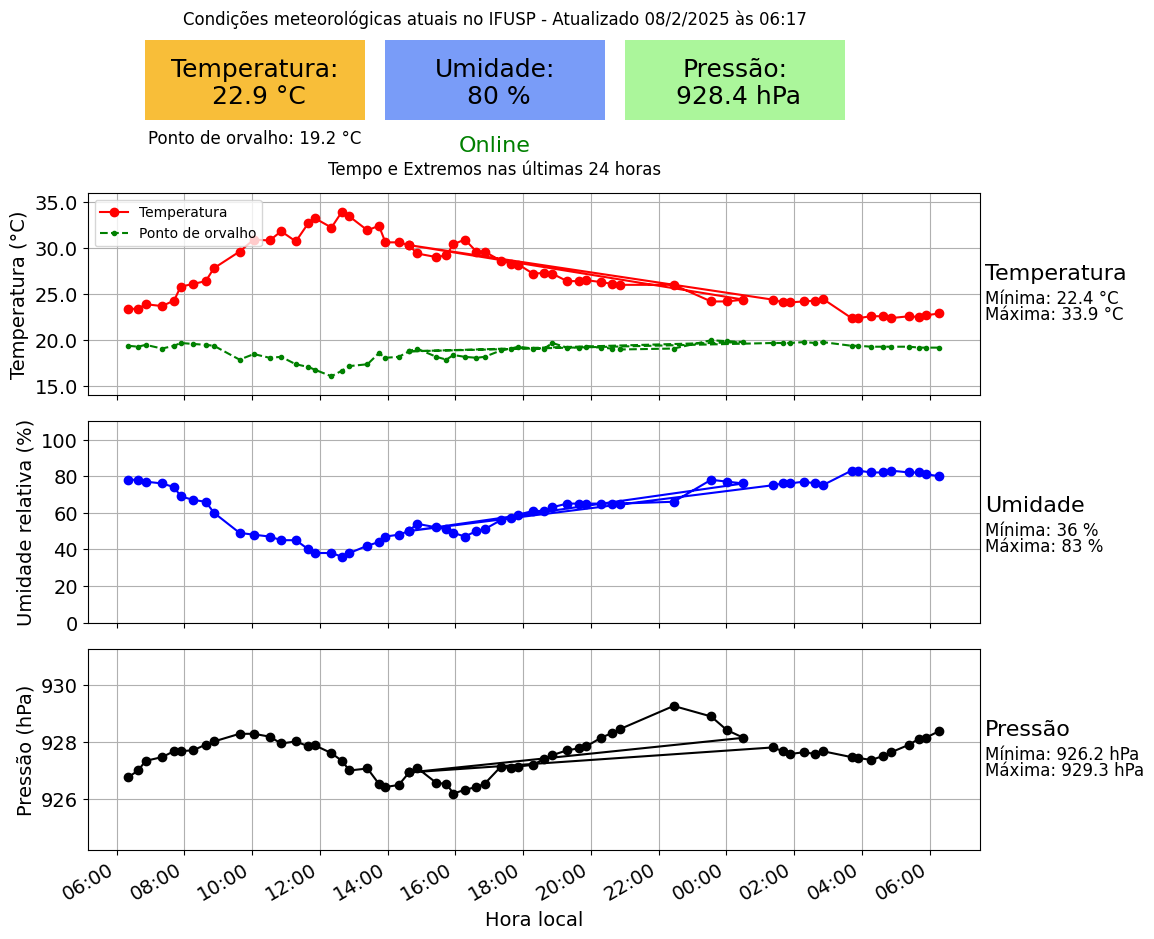 Condições meteorológicas atuais no IFUSP - Atualizado 08/2/2025 às 06:17
Temperatura:
22.9 °C
Umidade:
80 %
Pressão:
928.4 hPa
Ponto de orvalho: 19.2 °C
Online
Tempo e Extremos nas últimas 24 horas
Temperatura (°C)
35.0
30.0
25.0
20.0
15.0
Temperatura
Ponto de orvalho
Temperatura
Mínima: 22.4 °C
Máxima: 33.9 °C
Umidade relativa (%)
100
80
60
40
20
0
Umidade
Mínima: 36 %
Máxima: 83 %
Pressão (hPa)
930
928
926
Pressão
Mínima: 926.2 hPa
Máxima: 929.3 hPa
06:00 08:00 10:00 12:00 14:00 16:00 18:00 20:00 22:00 00:00 02:00 04:00 06:00
Hora local